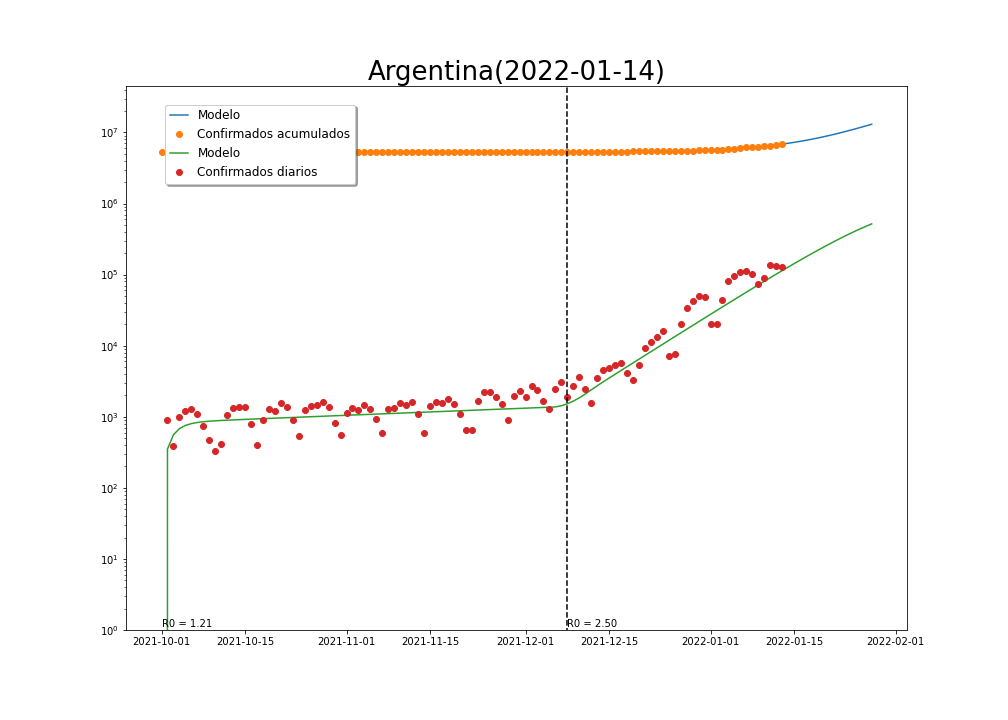 Argentina(2022-01-14)
Modelo
Confirmados acumulados
Modelo
Confirmados diarios
10⁷
10⁶
10⁵
10⁴
10³
10²
10¹
10⁰
R0 = 1.21 R0 = 2.50
2021-10-01 2021-10-15 2021-11-01 2021-11-15 2021-12-01 2021-12-15 2022-01-01 2022-01-15 2022-02-01